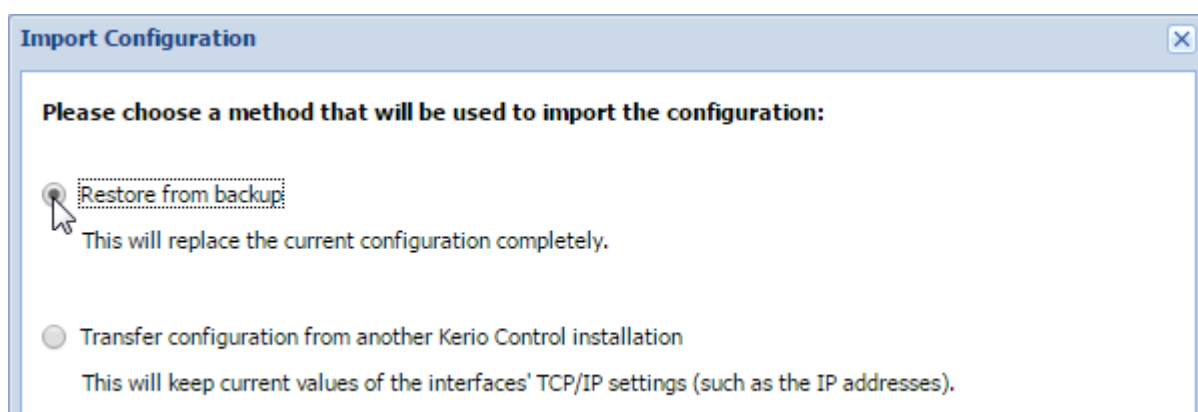 Import Configuration
Please choose a method that will be used to import the configuration:
Restore from backup
This will replace the current configuration completely.
Transfer configuration from another Kerio Control installation
This will keep current values of the interfaces' TCP/IP settings (such as the IP addresses).